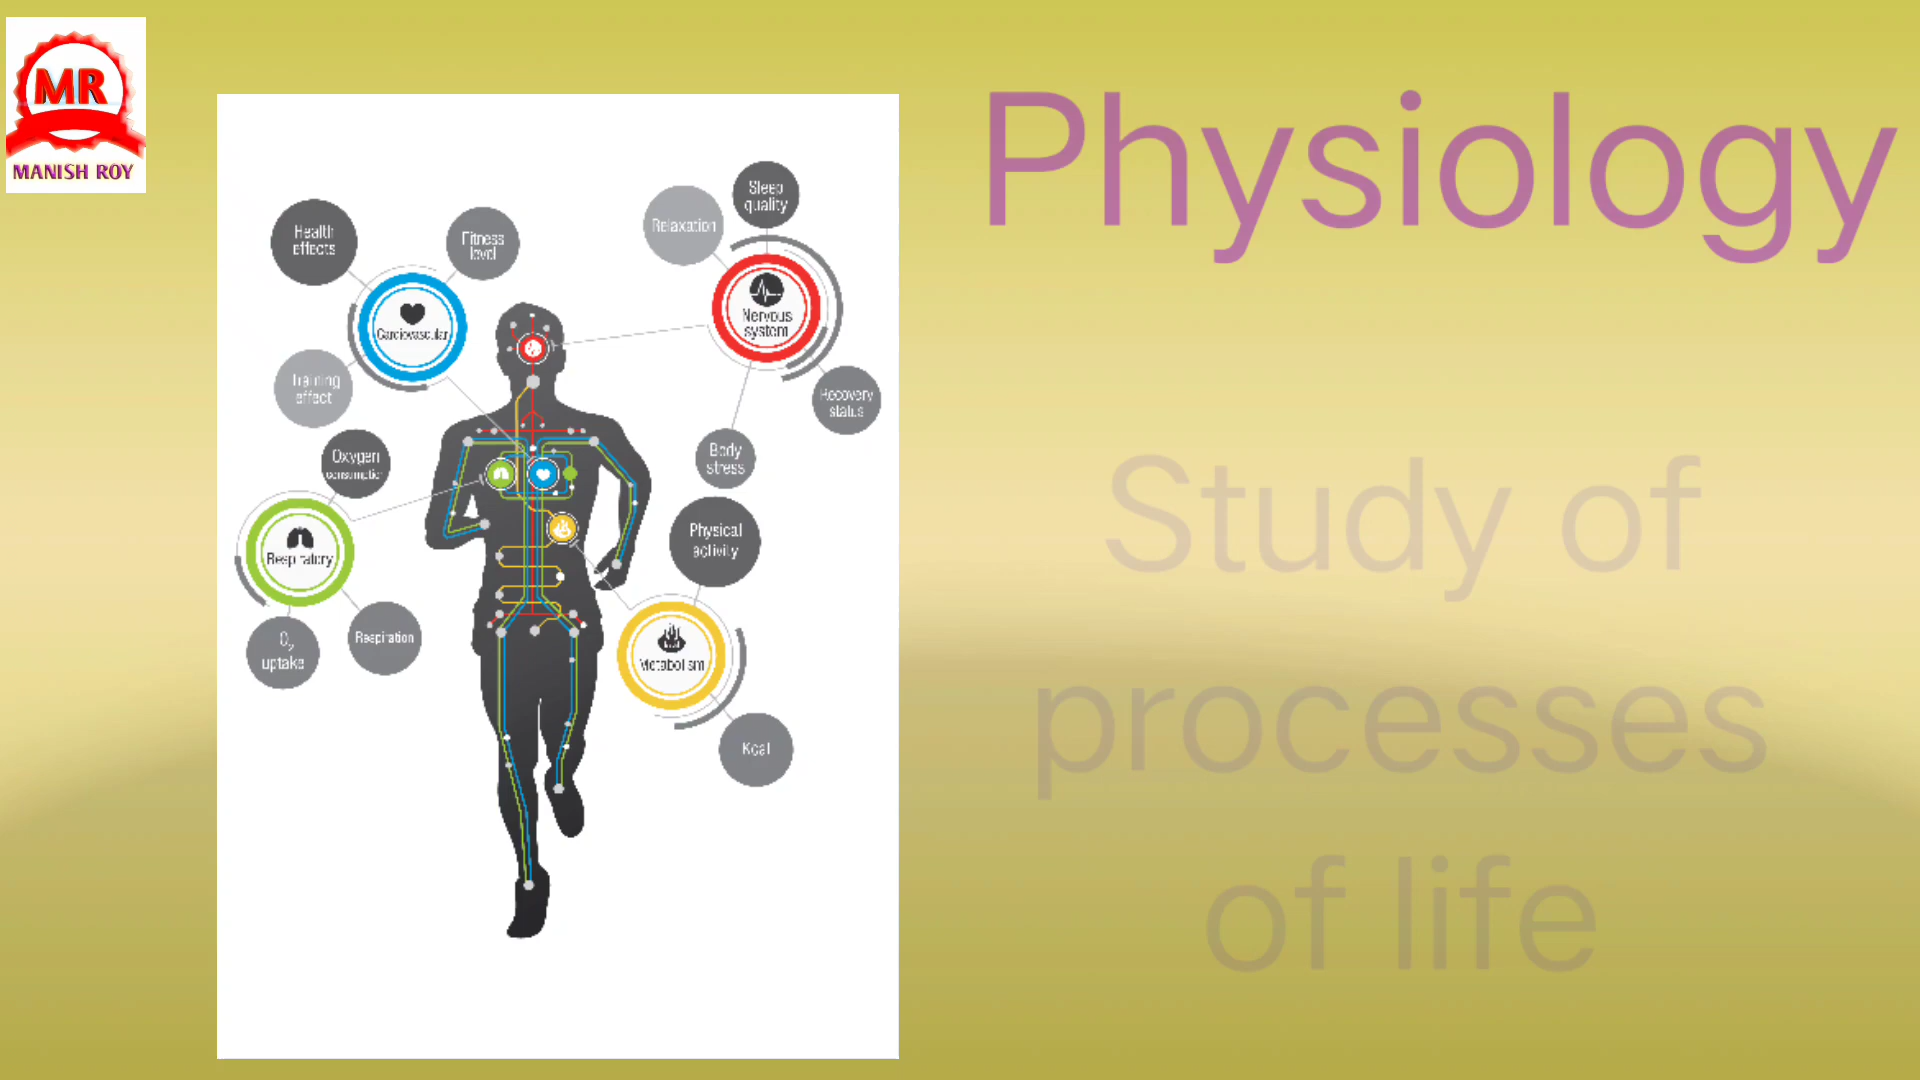 MR
MANISH ROY
Physiology
Study of
processes
of life
Health
effects
Fitness
level
Cardiovascular
Training
effect
Relaxation
Sleep
quality
Nervous
system
Recovery
status
Body
stress
Oxygen
consumption
Respiratory
O2
uptake
Respiration
Physical
activity
Metabolism
Kcal